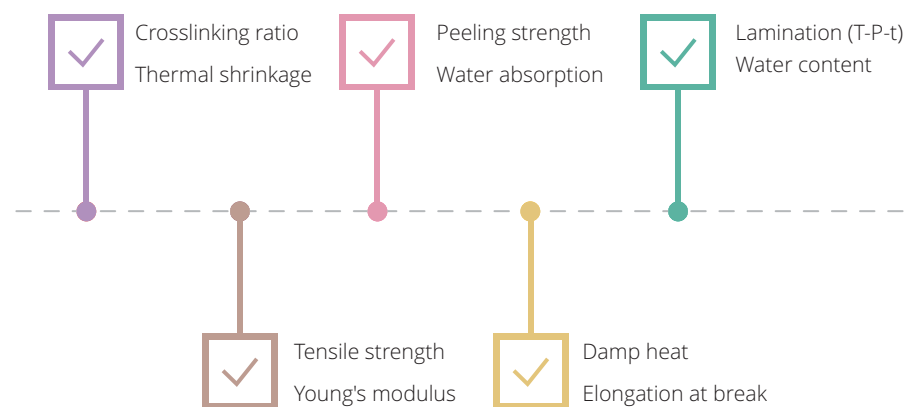 Crosslinking ratio
Thermal shrinkage
Peeling strength
Water absorption
Lamination (T-P-t)
Water content
Tensile strength
Young's modulus
Damp heat
Elongation at break